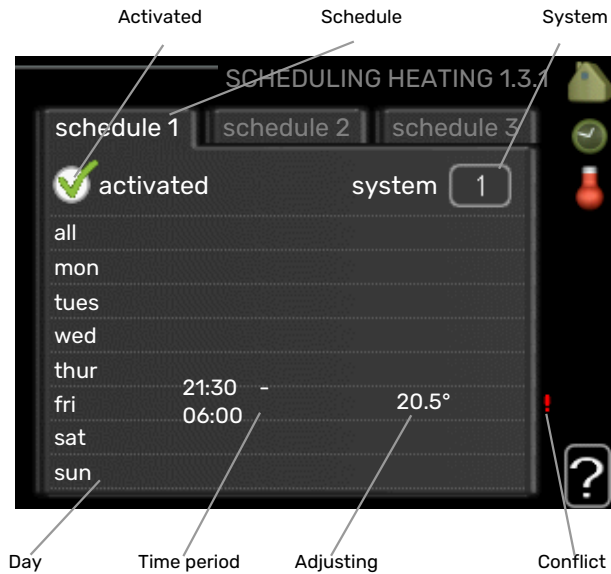 Activated Schedule System
SCHEDULING HEATING 1.3.1
schedule 1 schedule 2 schedule 3
activated system 1
all
mon
tues
wed
thur
21:30 -
fri 20.5° !
06:00
sat
sun
?
Day Time period Adjusting Conflict